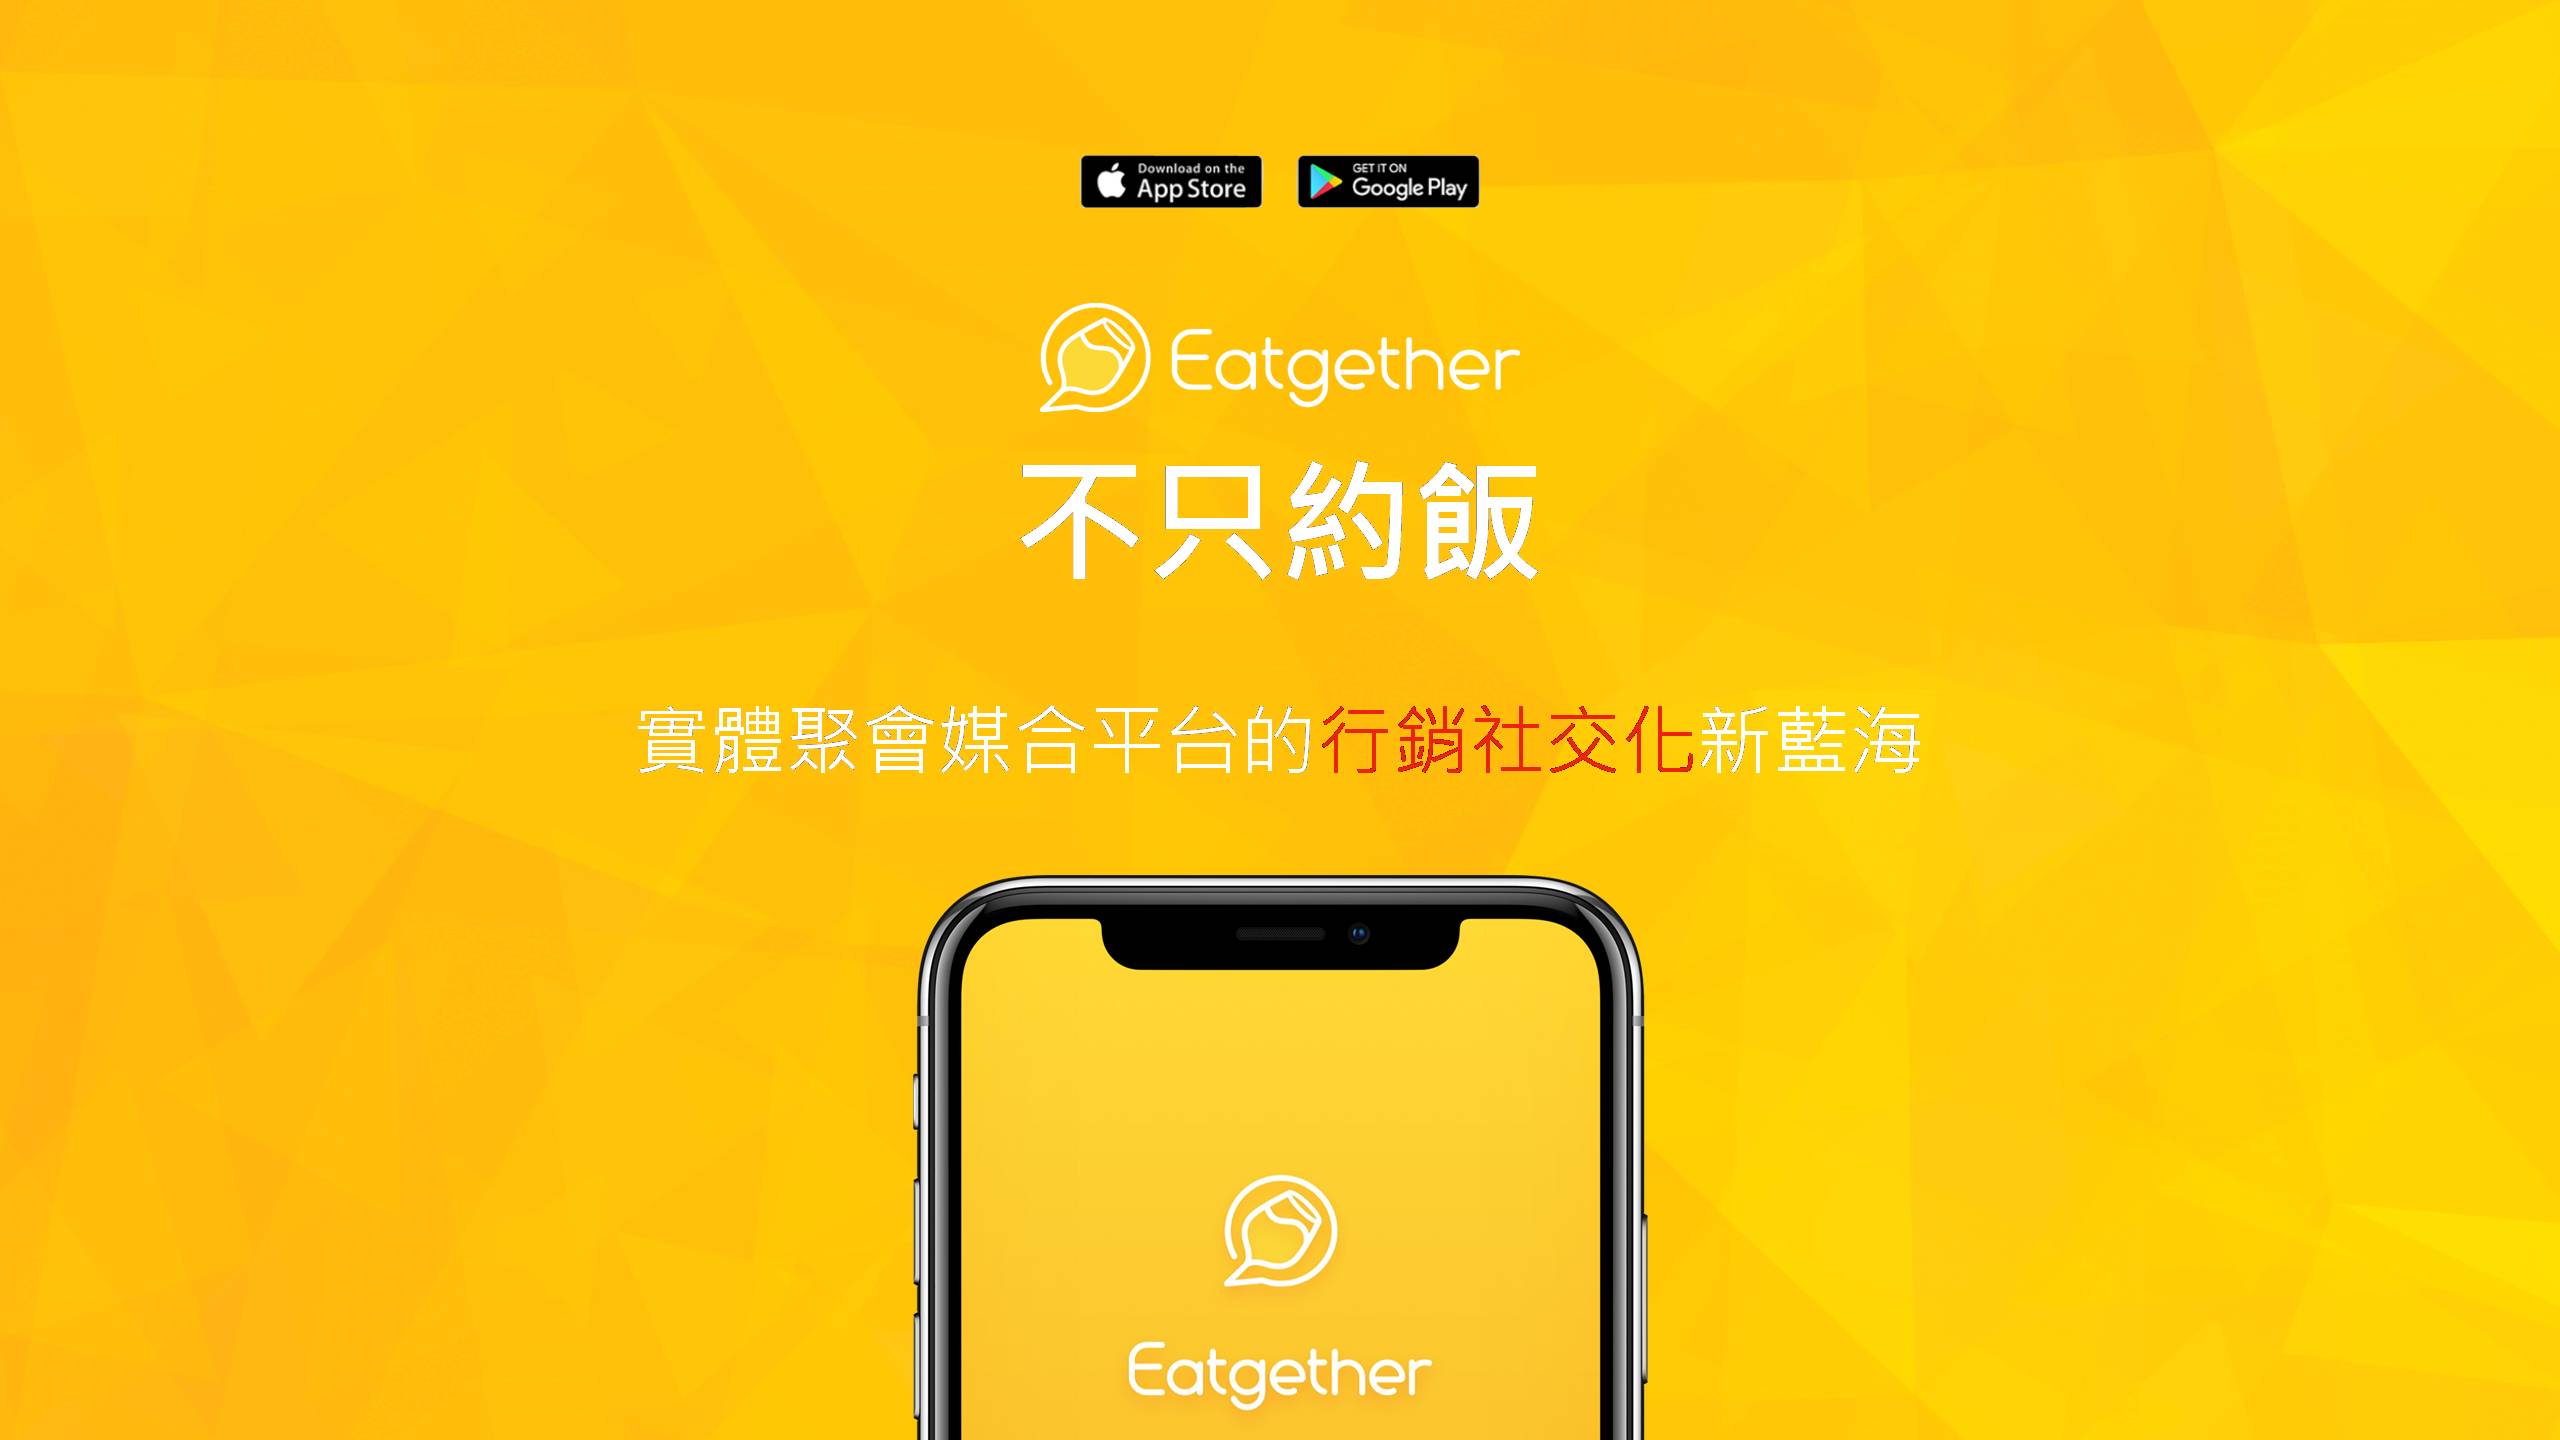 Download on the
App Store
GET IT ON
Google Play
Eatgether
不只約飯
實體聚會媒合平台的行銷社交化新藍海
Eatgether